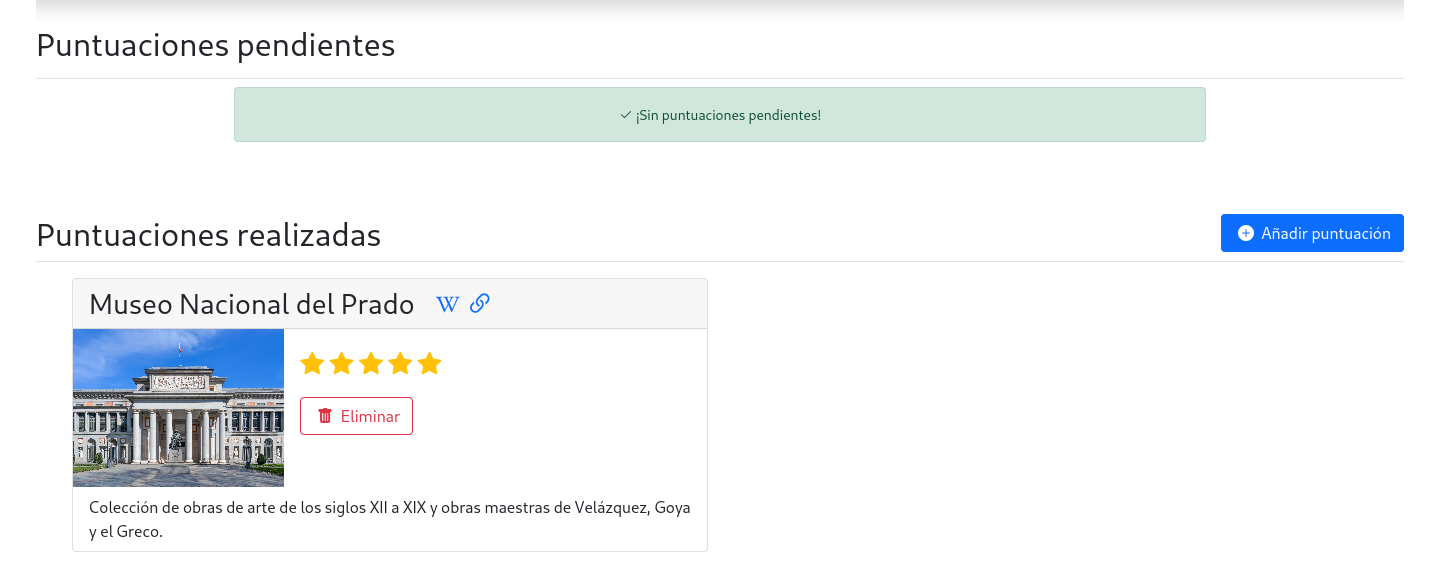 Puntuaciones pendientes
¡Sin puntuaciones pendientes!
Puntuaciones realizadas
Añadir puntuación
Museo Nacional del Prado W
Eliminar
Colección de obras de arte de los siglos XII a XIX y obras maestras de Velázquez, Goya
y el Greco.